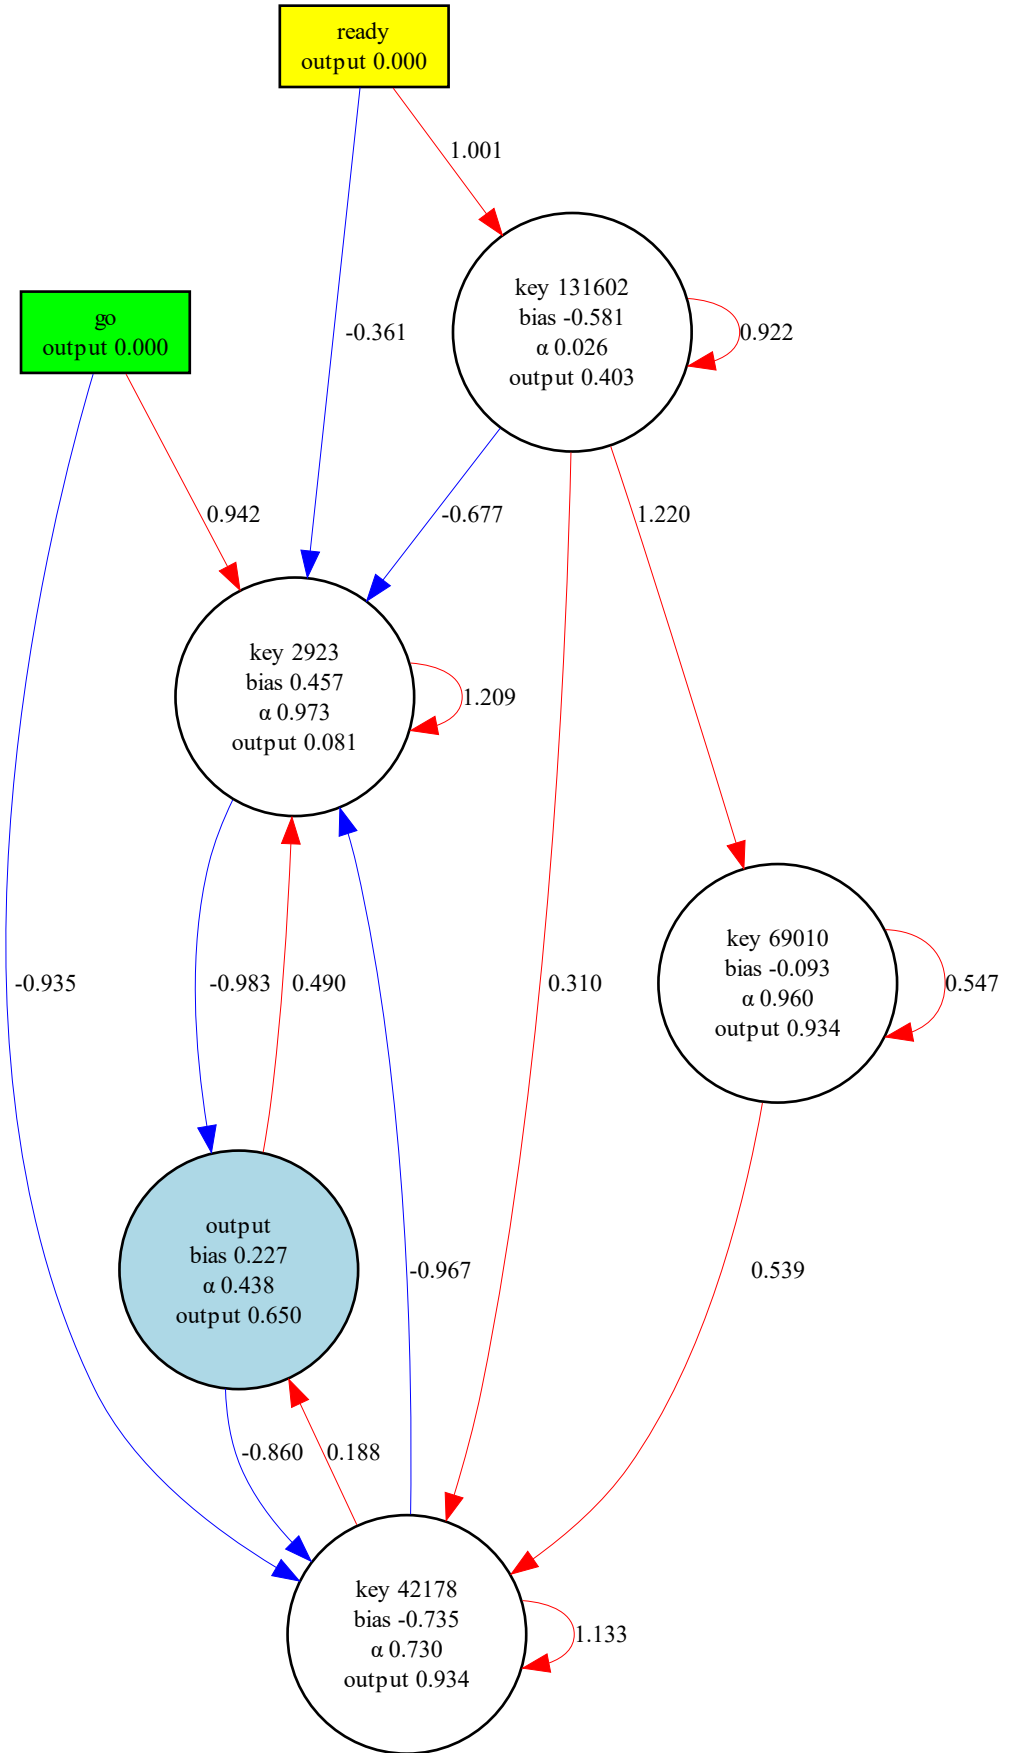 ready
output 0.000
1.001
key 131602
bias -0.581
α 0.026
output 0.403
0.922
go
output 0.000
-0.361
0.942
-0.677
1.220
key 2923
bias 0.457
α 0.973
output 0.081
1.209
key 69010
bias -0.093
α 0.960
output 0.934
0.547
-0.935
-0.983
0.490
0.310
output
bias 0.227
α 0.438
output 0.650
-0.967
0.539
-0.860
0.188
key 42178
bias -0.735
α 0.730
output 0.934
1.133